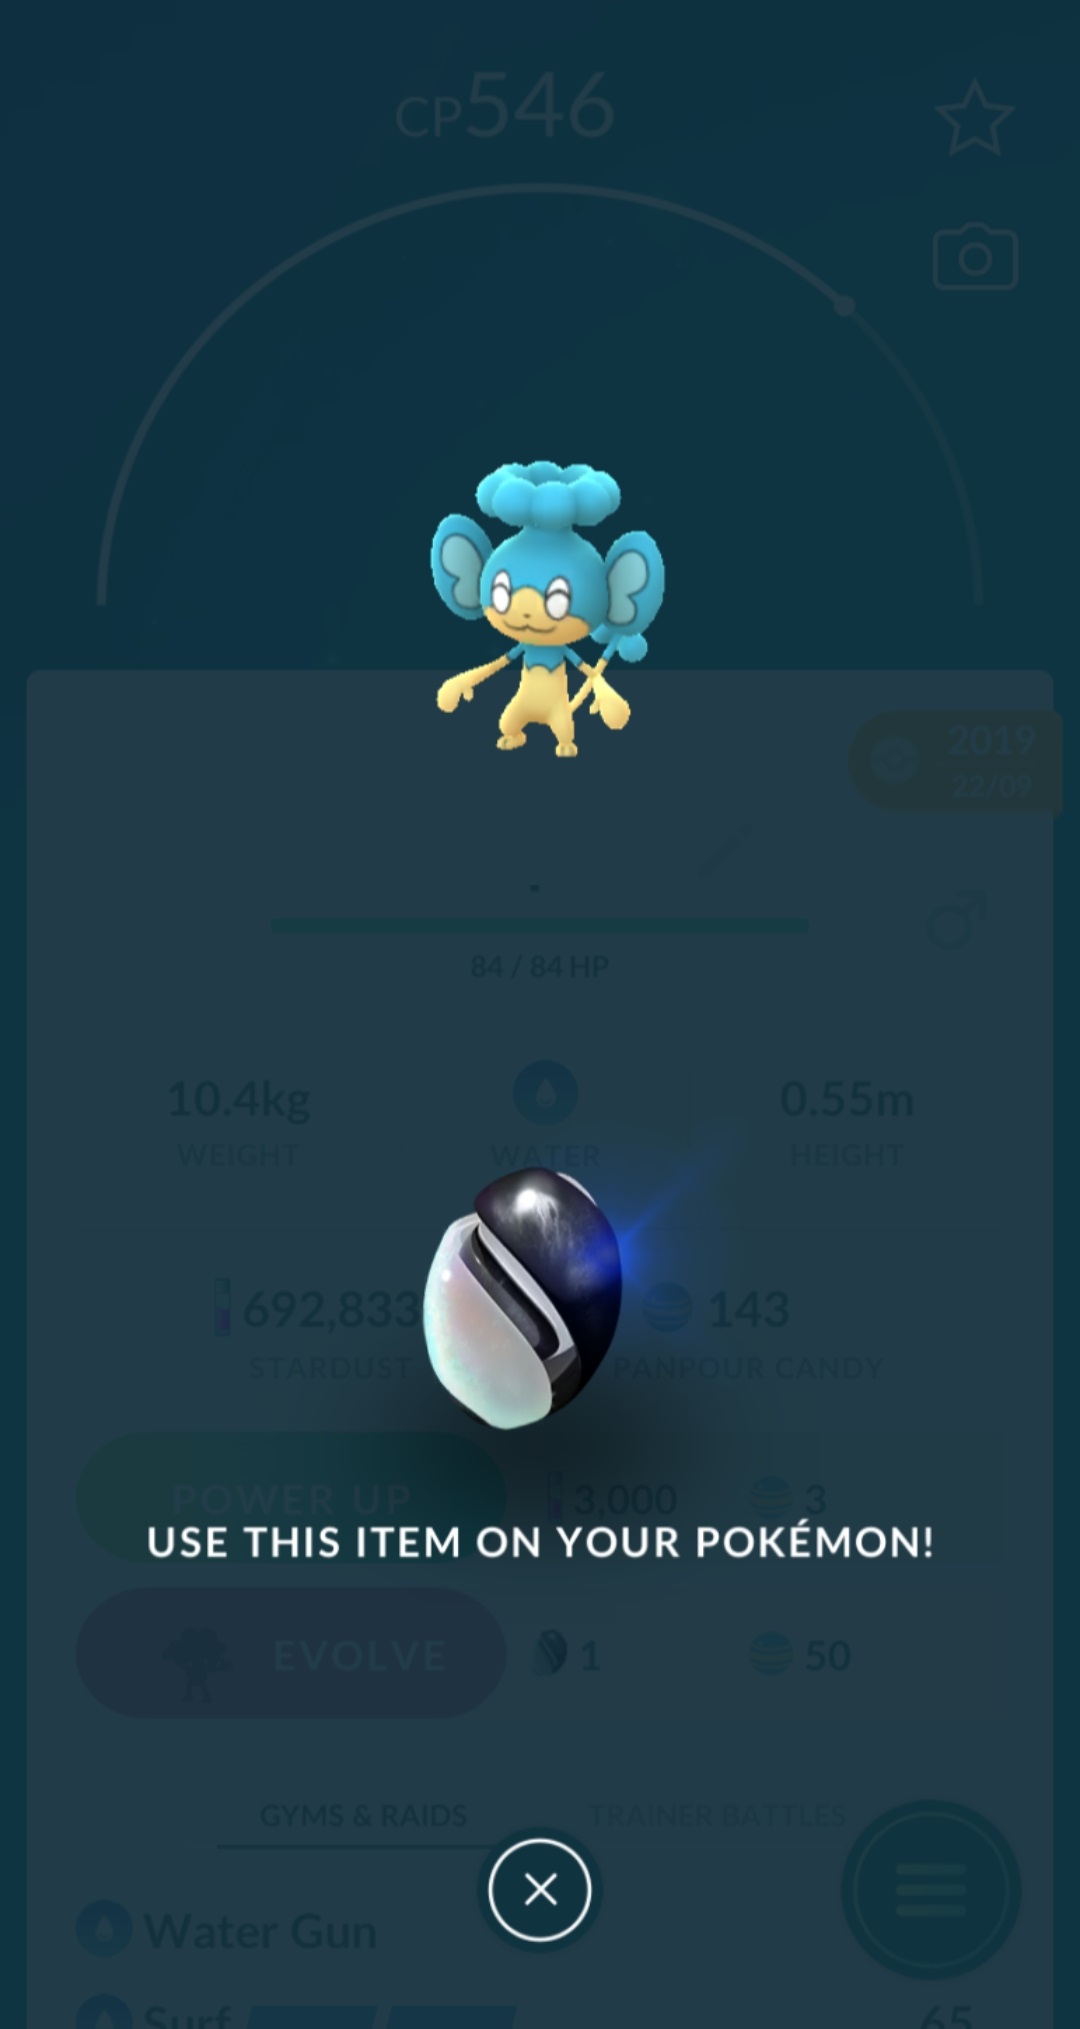 CP546
2019
22/09
-
84 / 84 HP
10.4kg
WEIGHT
WATER
0.55m
HEIGHT
692,833
STARDUST
143
PANPOUR CANDY
POWER UP
3,000
3
USE THIS ITEM ON YOUR POKÉMON!
EVOLVE
1
50
GYMS & RAIDS
TRAINER BATTLES
Water Gun
Surf
65